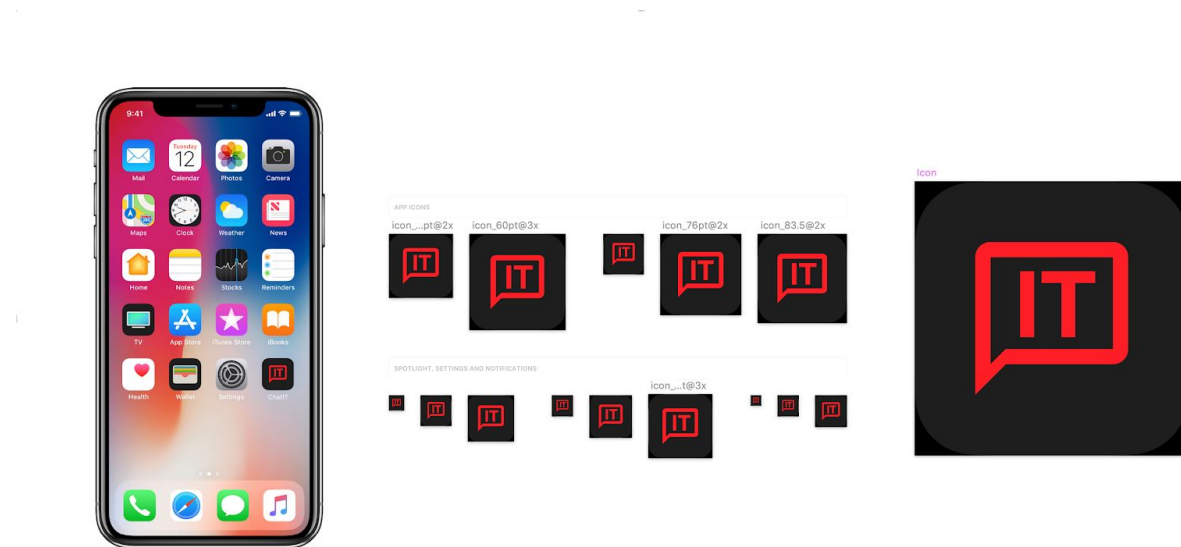 9:41
Tuesday
12
Mail
Calendar
Photos
Camera
Maps
Clock
Weather
News
Home
Notes
Stocks
Reminders
TV
App Store
iTunes Store
iBooks
Health
Wallet
Settings
ChatIT
IT
APP ICONS
icon_...pt@2x
icon_60pt@3x
icon_76pt@2x
icon_83.5@2x
IT
IT
IT
IT
IT
SPOTLIGHT, SETTINGS AND NOTIFICATIONS
icon_...t@3x
IT
IT
IT
IT
IT
IT
IT
IT
IT
Icon
IT